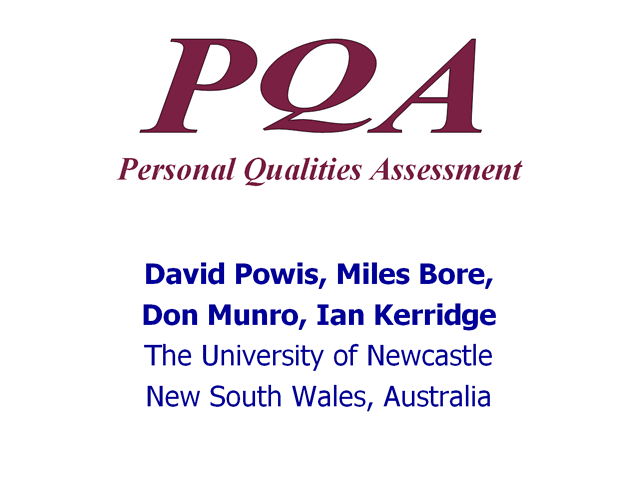 PQA
Personal Qualities Assessment
David Powis, Miles Bore,
Don Munro, Ian Kerridge
The University of Newcastle
New South Wales, Australia